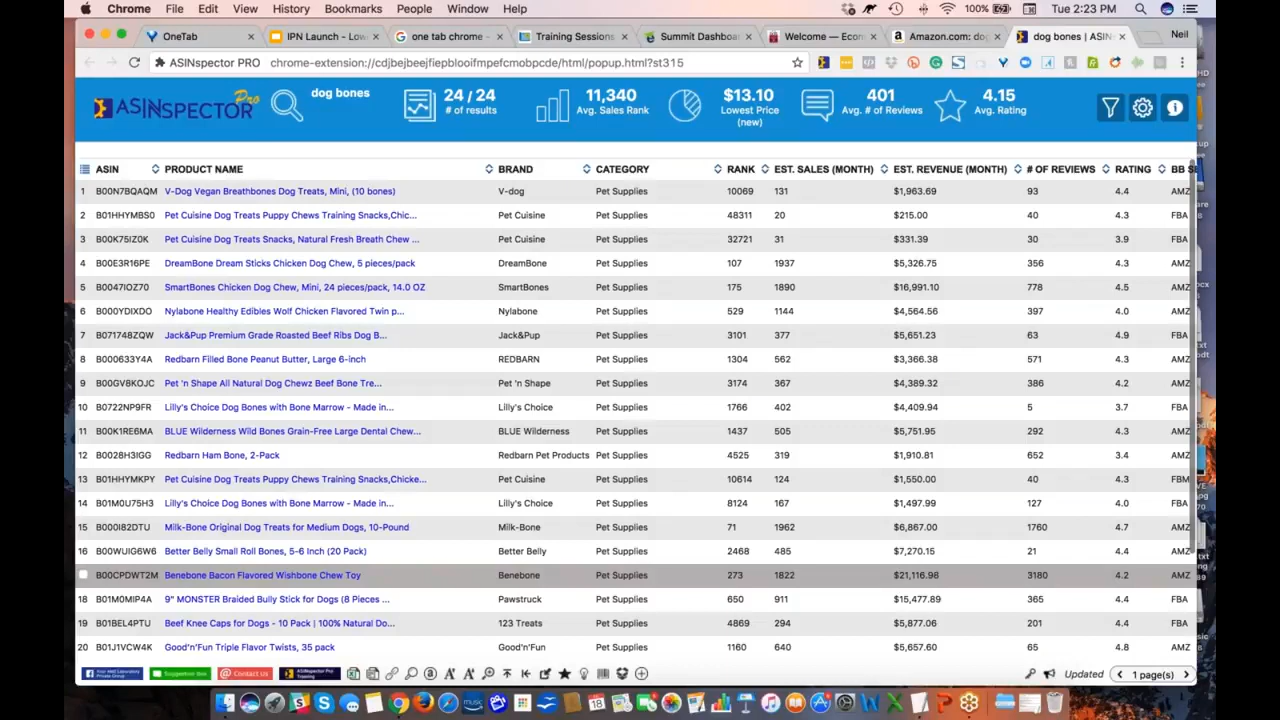 Chrome File Edit View History Bookmarks People Window Help 100% Tue 2:23 PM
OneTab IPN Launch - Low one tab chrome - Training Sessions Summit Dashboa Welcome — Econ Amazon.com: do dog bones | ASIN Neil
ASINspector PRO chrome-extension://cdjbejbeejfiepblooifmpefcmobpcde/html/popup.html?st315
ASINSPECTOR Pro dog bones 24 / 24 # of results 11,340 Avg. Sales Rank $13.10 Lowest Price (new) 401 Avg. # of Reviews 4.15 Avg. Rating
ASIN PRODUCT NAME BRAND CATEGORY RANK EST. SALES (MONTH) EST. REVENUE (MONTH) # OF REVIEWS RATING BB SE
1 B00N7BQAQM V-Dog Vegan Breathbones Dog Treats, Mini, (10 bones) V-dog Pet Supplies 10069 131 $1,963.69 93 4.4 AMZ
2 B01HHYMBS0 Pet Cuisine Dog Treats Puppy Chews Training Snacks,Chic... Pet Cuisine Pet Supplies 48311 20 $215.00 40 4.3 FBA
3 B00K75IZ0K Pet Cuisine Dog Treats Snacks, Natural Fresh Breath Chew ... Pet Cuisine Pet Supplies 32721 31 $331.39 30 3.9 FBA
4 B00E3R16PE DreamBone Dream Sticks Chicken Dog Chew, 5 pieces/pack DreamBone Pet Supplies 107 1937 $5,326.75 356 4.3 AMZ
5 B0047IOZ70 SmartBones Chicken Dog Chew, Mini, 24 pieces/pack, 14.0 OZ SmartBones Pet Supplies 175 1890 $16,991.10 778 4.5 AMZ
6 B000YDIXDO Nylabone Healthy Edibles Wolf Chicken Flavored Twin p... Nylabone Pet Supplies 529 1144 $4,564.56 397 4.0 AMZ
7 B071748ZQW Jack&Pup Premium Grade Roasted Beef Ribs Dog B... Jack&Pup Pet Supplies 3101 377 $5,651.23 63 4.9 FBA
8 B000633Y4A Redbarn Filled Bone Peanut Butter, Large 6-inch REDBARN Pet Supplies 1304 562 $3,366.38 571 4.3 AMZ
9 B00GV8KOJC Pet 'n Shape All Natural Dog Chewz Beef Bone Tre... Pet 'n Shape Pet Supplies 3174 367 $4,389.32 386 4.2 AMZ
10 B0722NP9FR Lilly's Choice Dog Bones with Bone Marrow - Made in... Lilly's Choice Pet Supplies 1766 402 $4,409.94 5 3.7 FBA
11 B00K1RE6MA BLUE Wilderness Wild Bones Grain-Free Large Dental Chew... BLUE Wilderness Pet Supplies 1437 505 $5,751.95 292 4.3 AMZ
12 B0028H3IGG Redbarn Ham Bone, 2-Pack Redbarn Pet Products Pet Supplies 4525 319 $1,910.81 652 3.4 AMZ
13 B01HHYMKPY Pet Cuisine Dog Treats Puppy Chews Training Snacks,Chicke... Pet Cuisine Pet Supplies 10614 124 $1,550.00 40 4.3 FBM
14 B01M0U75H3 Lilly's Choice Dog Bones with Bone Marrow - Made in... Lilly's Choice Pet Supplies 8124 167 $1,497.99 127 4.0 FBA
15 B000I82DTU Milk-Bone Original Dog Treats for Medium Dogs, 10-Pound Milk-Bone Pet Supplies 71 1962 $6,867.00 1760 4.7 AMZ
16 B00WUIG6W6 Better Belly Small Roll Bones, 5-6 Inch (20 Pack) Better Belly Pet Supplies 2468 485 $7,270.15 21 4.4 AMZ
B00CPDWT2M Benebone Bacon Flavored Wishbone Chew Toy Benebone Pet Supplies 273 1822 $21,116.98 3180 4.2 AMZ
18 B01M0MIP4A 9" MONSTER Braided Bully Stick for Dogs (8 Pieces ... Pawstruck Pet Supplies 650 911 $15,477.89 365 4.4 FBA
19 B01BEL4PTU Beef Knee Caps for Dogs - 10 Pack | 100% Natural Do... 123 Treats Pet Supplies 4869 294 $5,877.06 201 4.4 FBA
20 B01J1VCW4K Good'n'Fun Triple Flavor Twists, 35 pack Good'n'Fun Pet Supplies 1160 640 $5,657.60 65 4.8 AMZ
Private Group Suggestion Box Contact us ASINspector Pro Training Updated 1 page(s)